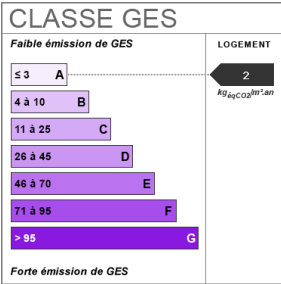 CLASSE GES
Faible émission de GES
LOGEMENT
≤ 3 A
2
kgéqCO2/m².an
4 à 10 B
11 à 25 C
26 à 45 D
46 à 70 E
71 à 95 F
> 95 G
Forte émission de GES